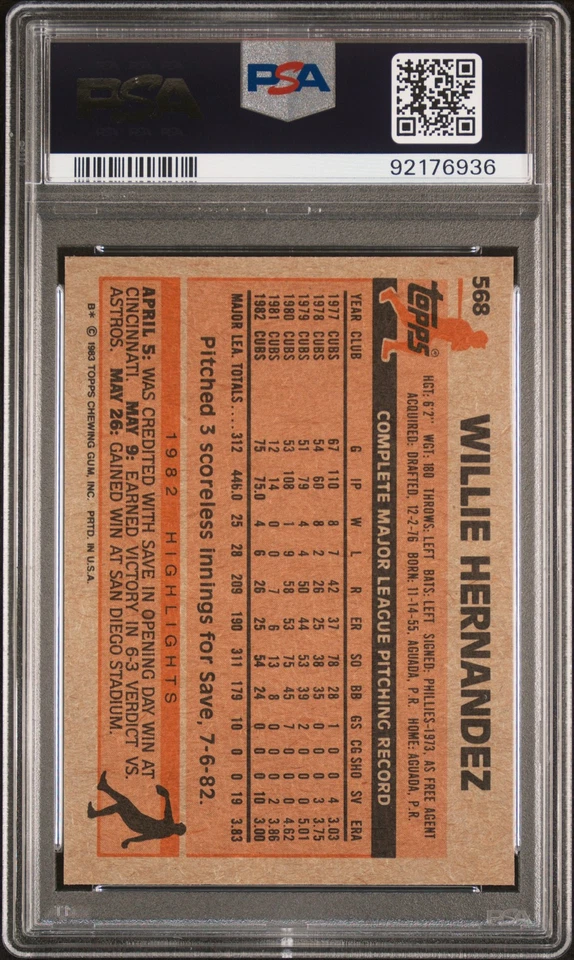 PSA
PSA
92176936
568
WILLIE HERNANDEZ
topps®
HGT: 6'2" WGT: 180 THROWS: LEFT BATS: LEFT SIGNED: PHILLIES-1973, AS FREE AGENT
ACQUIRED: DRAFTED, 12-2-76 BORN: 11-14-55, AGUADA, P.R. HOME: AGUADA, P.R.
COMPLETE MAJOR LEAGUE PITCHING RECORD
YEAR CLUB G IP W L R ER SO BB GS CG SHO SV ERA
1977 CUBS 67 110 8 7 42 37 78 28 1 0 0 4 3.03
1978 CUBS 54 60 8 2 26 25 38 35 0 0 0 3 3.75
1979 CUBS 51 79 4 4 50 44 53 39 2 0 0 0 5.01
1980 CUBS 53 108 1 9 58 53 75 45 7 0 0 0 4.62
1981 CUBS 12 14 0 0 7 6 13 8 0 0 0 2 3.86
1982 CUBS 75 75.0 4 6 26 25 54 24 0 0 0 10 3.00
MAJOR LEA. TOTALS.... 312 446.0 25 28 209 190 311 179 10 0 0 19 3.83
Pitched 3 scoreless innings for Save, 7-6-82.
1982 HIGHLIGHTS
APRIL 5: WAS CREDITED WITH SAVE IN OPENING DAY WIN AT
CINCINNATI. MAY 9: EARNED VICTORY IN 6-3 VERDICT VS.
ASTROS. MAY 26: GAINED WIN AT SAN DIEGO STADIUM.
B* © 1983 TOPPS CHEWING GUM, INC. PRTD. IN U.S.A.
PSA